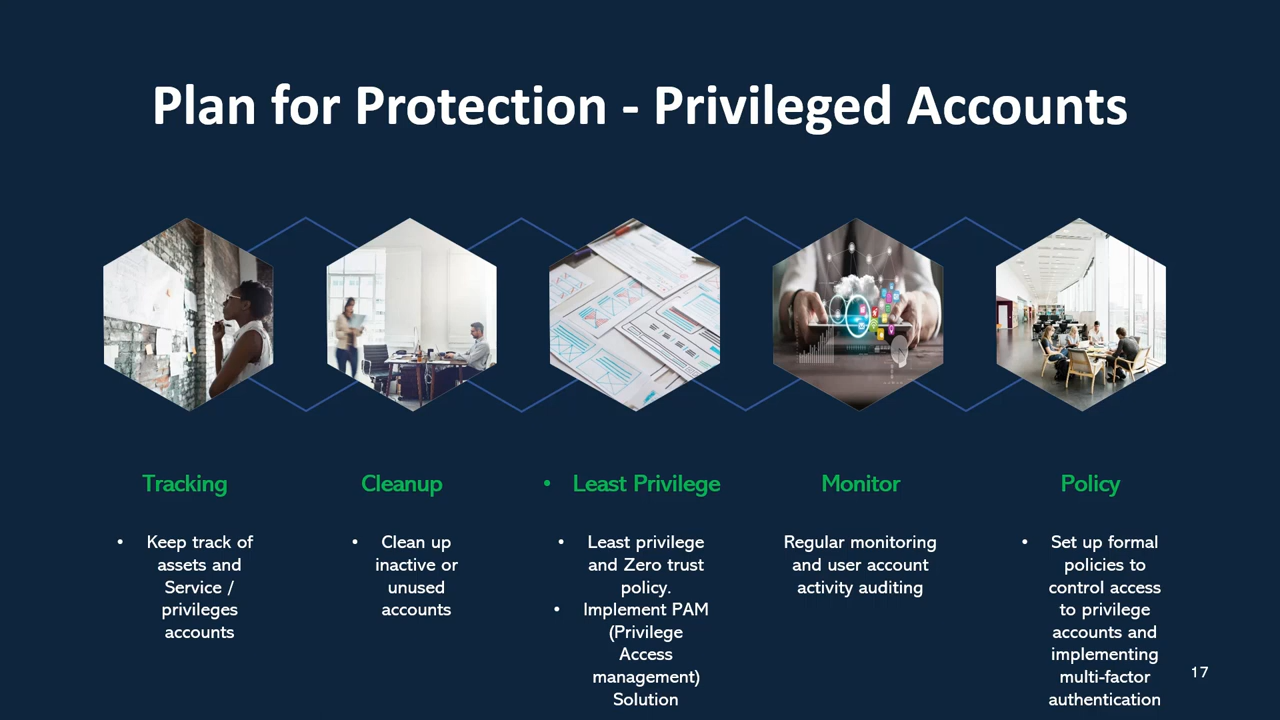 Plan for Protection - Privileged Accounts
Tracking
• Keep track of
assets and
Service /
privileges
accounts
Cleanup
• Clean up
inactive or
unused
accounts
• Least Privilege
• Least privilege
and Zero trust
policy.
• Implement PAM
(Privilege
Access
management)
Solution
Monitor
Regular monitoring
and user account
activity auditing
Policy
• Set up formal
policies to
control access
to privilege
accounts and
implementing
multi-factor
authentication
17